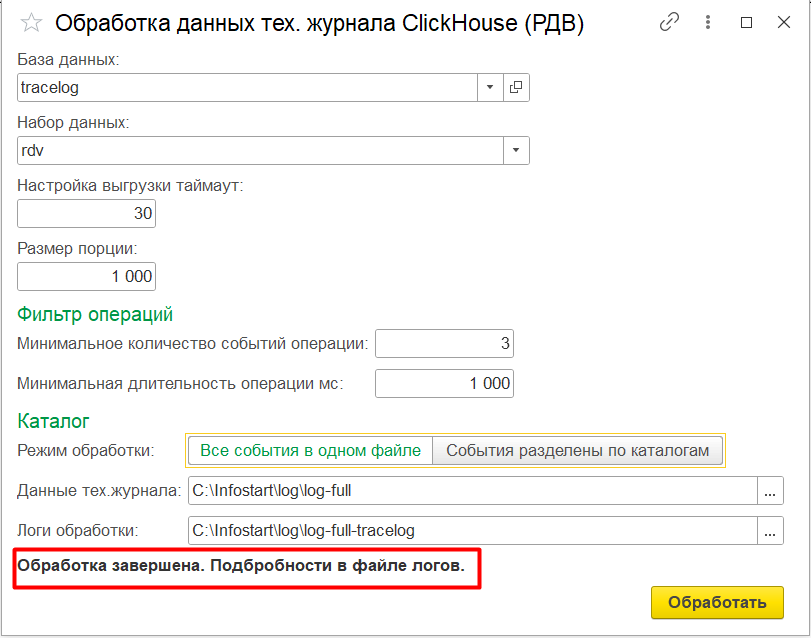 Обработка данных тех. журнала ClickHouse (РДВ)
База данных:
tracelog
Набор данных:
rdv
Настройка выгрузки таймаут:
30
Размер порции:
1 000
Фильтр операций
Минимальное количество событий операции: 3
Минимальная длительность операции мс: 1 000
Каталог
Режим обработки: Все события в одном файле События разделены по каталогам
Данные тех.журнала: C:\Infostart\log\log-full ...
Логи обработки: C:\Infostart\log\log-full-tracelog ...
Обработка завершена. Подбробности в файле логов.
Обработать